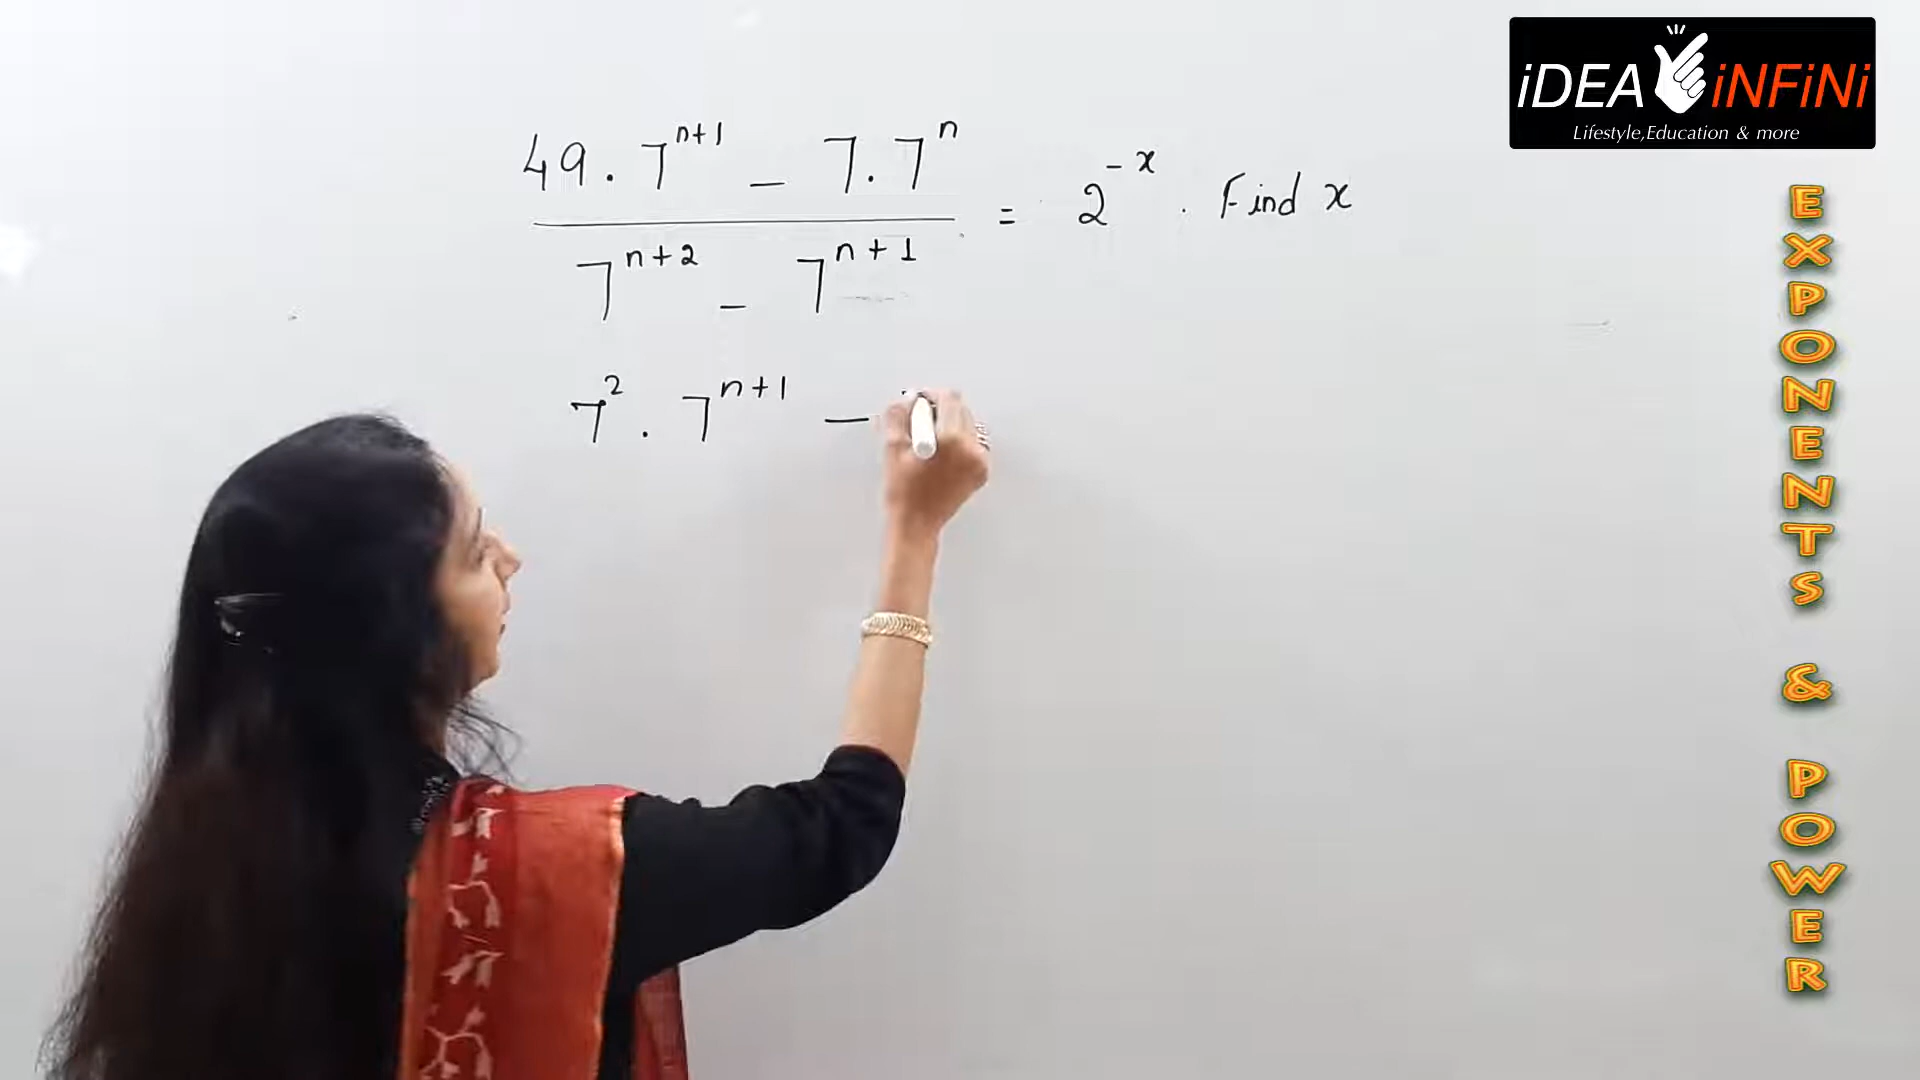 iDEA iNFiNi
Lifestyle,Education & more
49 . 7^{n+1} - 7 . 7^n
7^{n+2} - 7^{n+1}
= 2^{-x} . Find x
7^2 . 7^{n+1} -
EXPONENTS & POWER